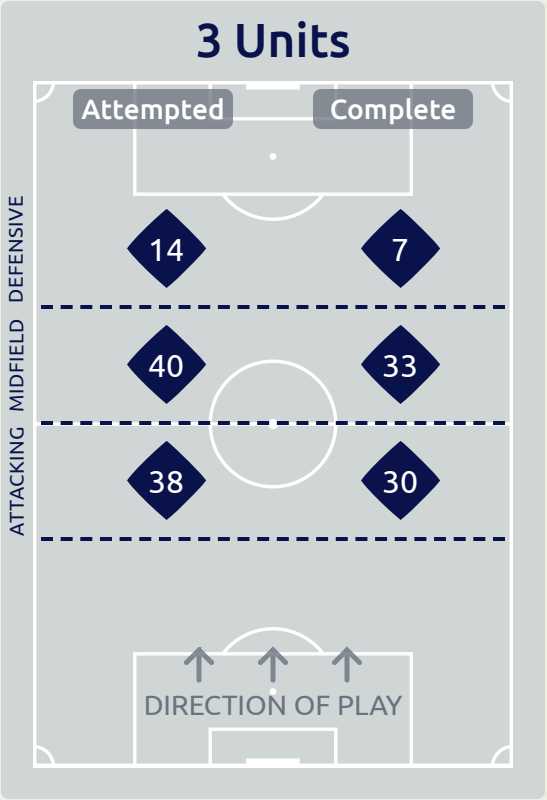 3 Units
Attempted Complete
DEFENSIVE
14 7
MIDFIELD
40 33
ATTACKING
38 30
DIRECTION OF PLAY